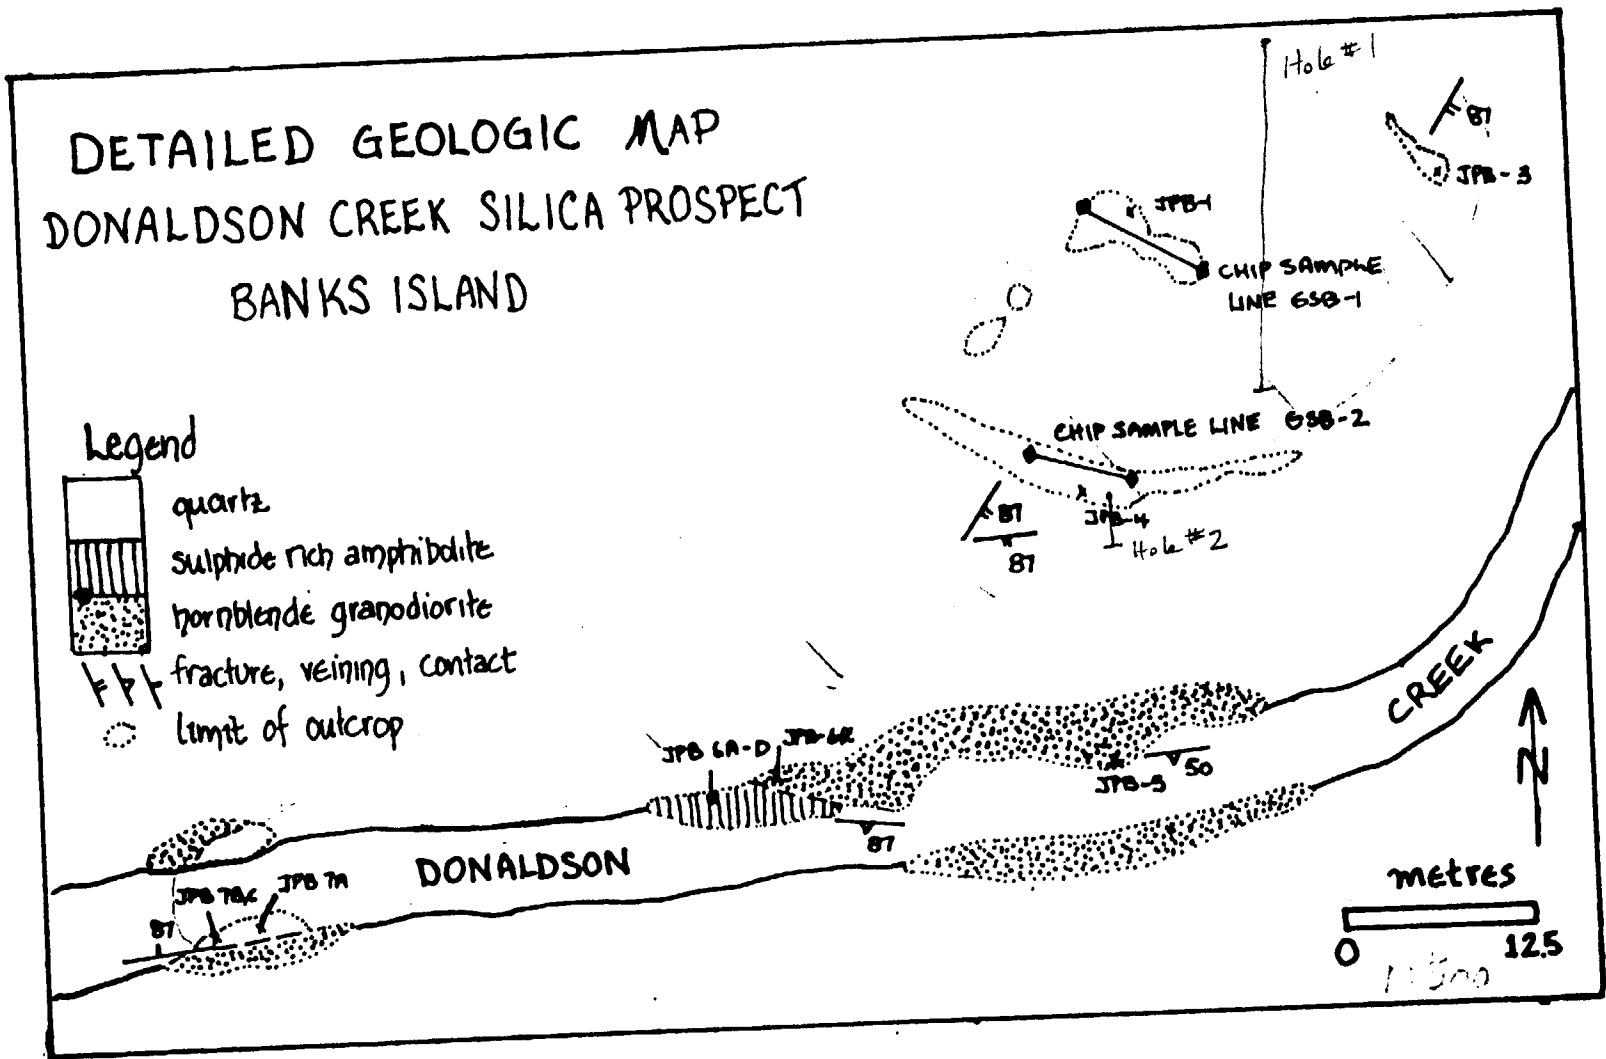 DETAILED GEOLOGIC MAP
DONALDSON CREEK SILICA PROSPECT
BANKS ISLAND
Hole #1
87
JPB-3
JPB-1
CHIP SAMPLE
LINE GSB-1
CHIP SAMPLE LINE GSB-2
87
JPB-4
Hole #2
87
Legend
quartz
sulphide rich amphibolite
hornblende granodiorite
fracture, veining, contact
limit of outcrop
CREEK
N
JPB 6A-D
50
JPB-5
87
DONALDSON
JPB 7B,C
JPB 7A
87
metres
0
12.5